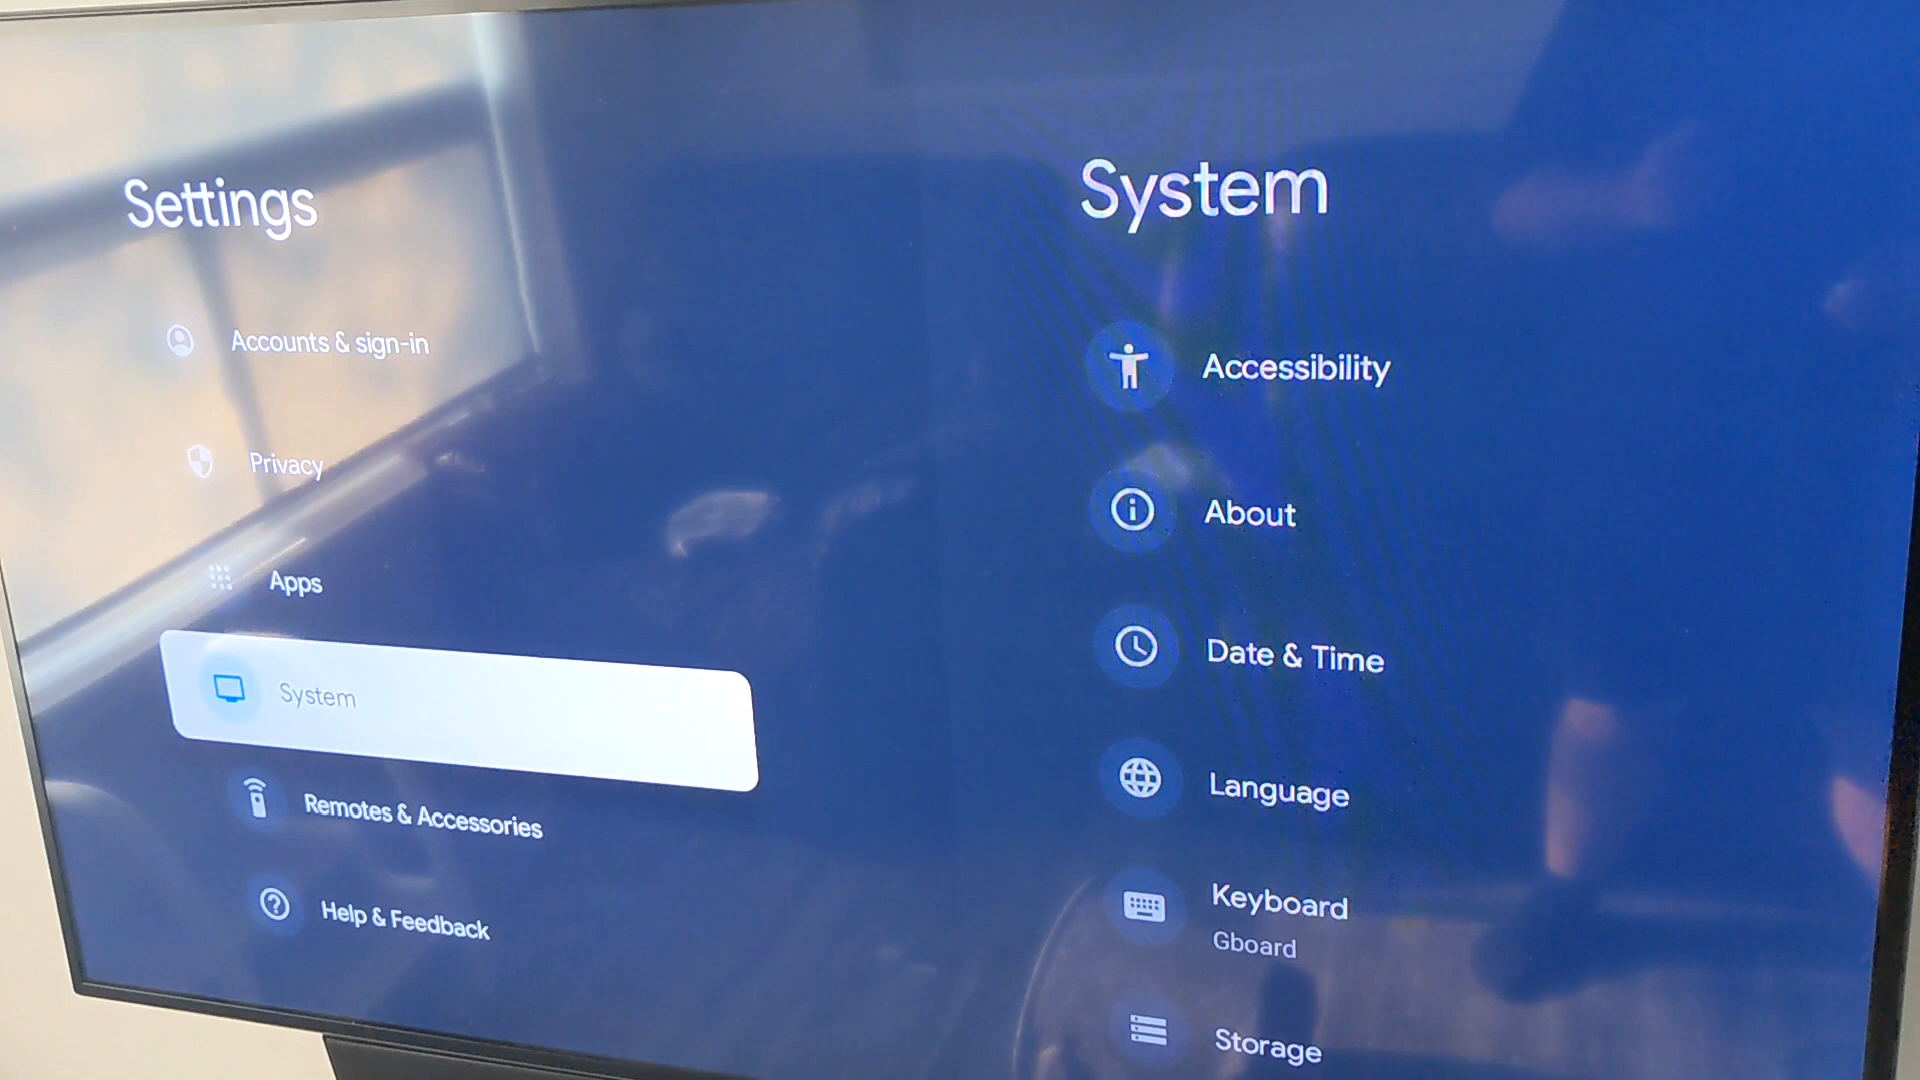 Settings
Accounts & sign-in
Privacy
Apps
System
Remotes & Accessories
Help & Feedback
System
Accessibility
About
Date & Time
Language
Keyboard
Gboard
Storage